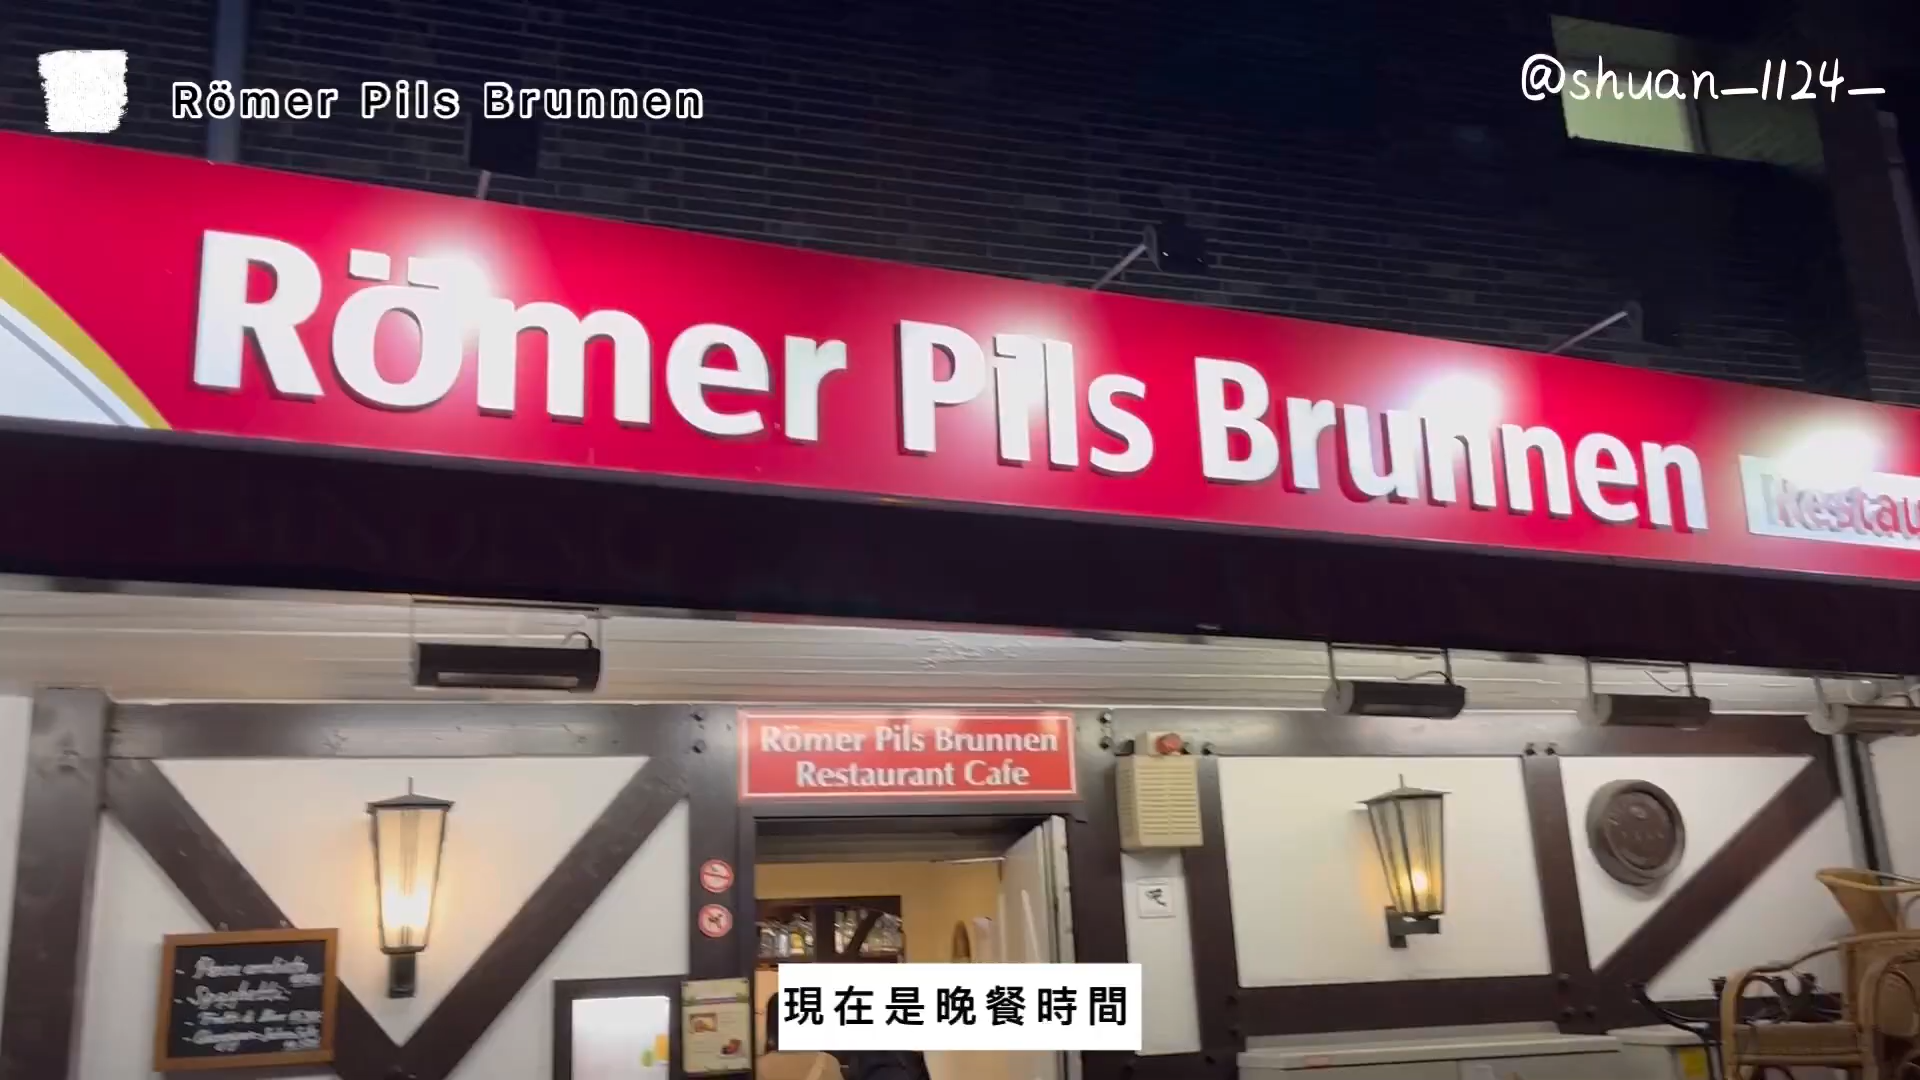 Römer Pils Brunnen
@shuan_1124_
Römer Pils Brunnen
Römer Pils Brunnen
Restaurant Cafe
Spaghetti
現在是晚餐時間